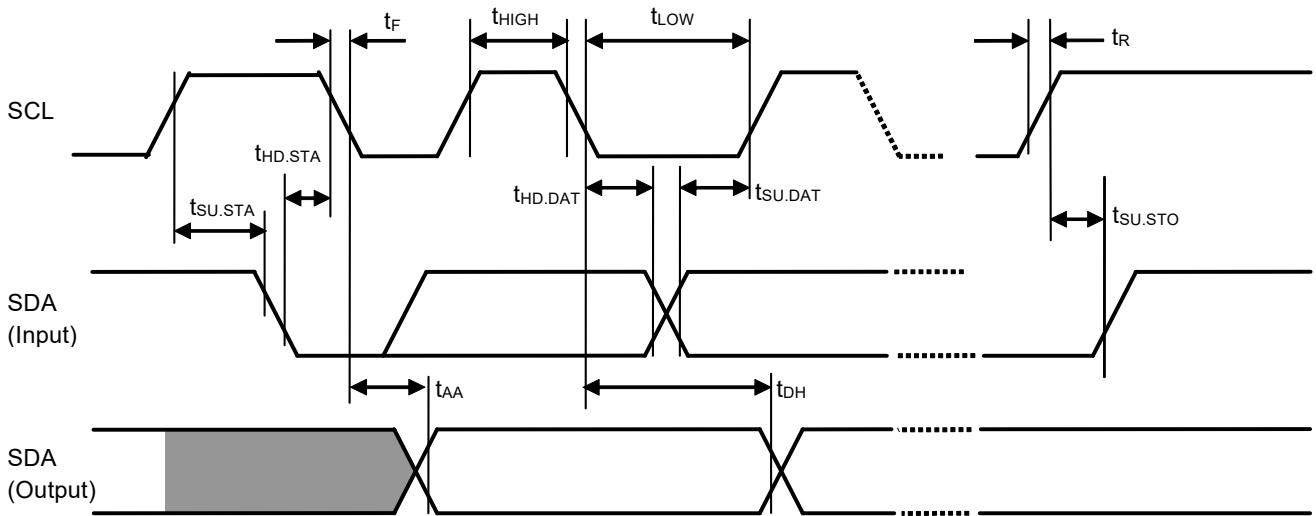 tF
tHIGH
tLOW
tR
SCL
tHD.STA
tHD.DAT
tSU.DAT
tSU.STA
tSU.STO
SDA
(Input)
tAA
tDH
SDA
(Output)